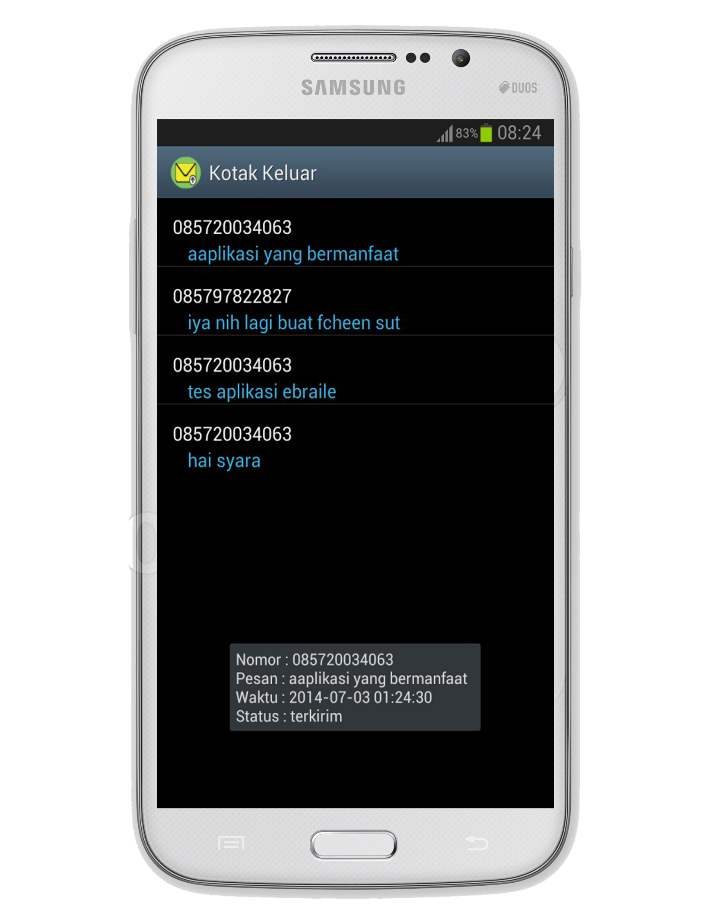 SAMSUNG
DUOS
83% 08:24
Kotak Keluar
085720034063
aaplikasi yang bermanfaat
085797822827
iya nih lagi buat fcheen sut
085720034063
tes aplikasi ebraile
085720034063
hai syara
Nomor : 085720034063
Pesan : aaplikasi yang bermanfaat
Waktu : 2014-07-03 01:24:30
Status : terkirim